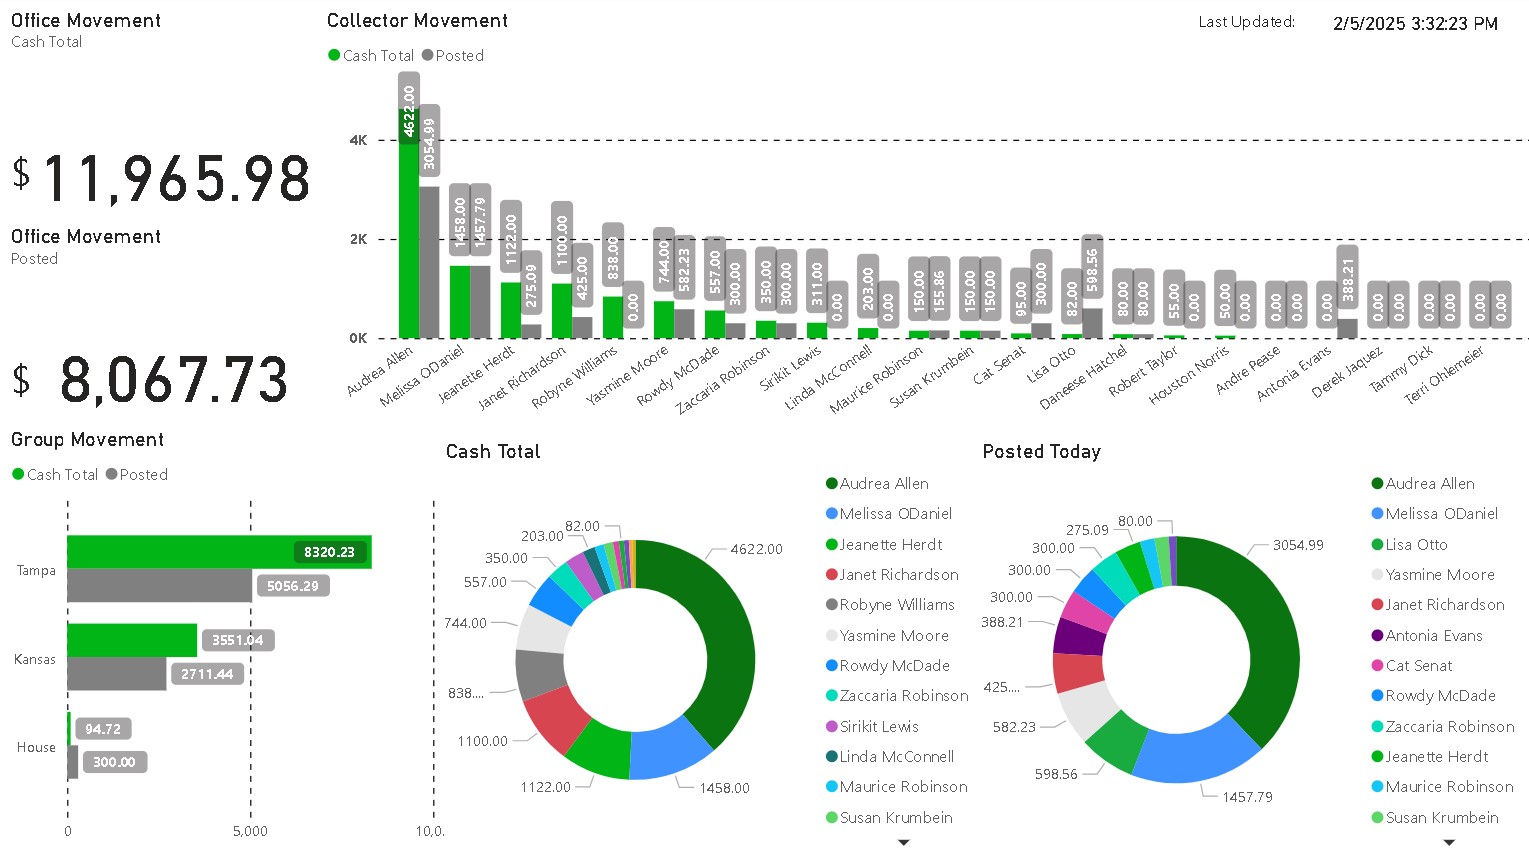 Office Movement
Cash Total
$ 11,965.98
Office Movement
Posted
$ 8,067.73
Collector Movement
Cash Total Posted
Last Updated: 2/5/2025 3:32:23 PM
4K
2K
0K
4622.00
3054.99
1458.00
1457.79
1122.00
275.09
1100.00
425.00
838.00
0.00
744.00
582.23
557.00
300.00
350.00
300.00
311.00
0.00
203.00
0.00
150.00
155.86
150.00
150.00
95.00
300.00
82.00
598.56
80.00
80.00
55.00
0.00
50.00
0.00
0.00
0.00
0.00
388.21
0.00
0.00
0.00
0.00
0.00
0.00
Audrea Allen
Melissa ODaniel
Jeanette Herdt
Janet Richardson
Robyne Williams
Yasmine Moore
Rowdy McDade
Zaccaria Robinson
Sirikit Lewis
Linda McConnell
Maurice Robinson
Susan Krumbein
Cat Senat
Lisa Otto
Daneese Hatchel
Robert Taylor
Houston Norris
Andre Pease
Antonia Evans
Derek Jaquez
Tammy Dick
Terri Ohlemeier
Group Movement
Cash Total Posted
Tampa
8320.23
5056.29
Kansas
3551.04
2711.44
House
94.72
300.00
0
5,000
10,0.
Cash Total
82.00
203.00
350.00
557.00
744.00
838....
1100.00
1122.00
1458.00
4622.00
Audrea Allen
Melissa ODaniel
Jeanette Herdt
Janet Richardson
Robyne Williams
Yasmine Moore
Rowdy McDade
Zaccaria Robinson
Sirikit Lewis
Linda McConnell
Maurice Robinson
Susan Krumbein
Posted Today
80.00
275.09
300.00
300.00
300.00
388.21
425....
582.23
598.56
1457.79
3054.99
Audrea Allen
Melissa ODaniel
Lisa Otto
Yasmine Moore
Janet Richardson
Antonia Evans
Cat Senat
Rowdy McDade
Zaccaria Robinson
Jeanette Herdt
Maurice Robinson
Susan Krumbein